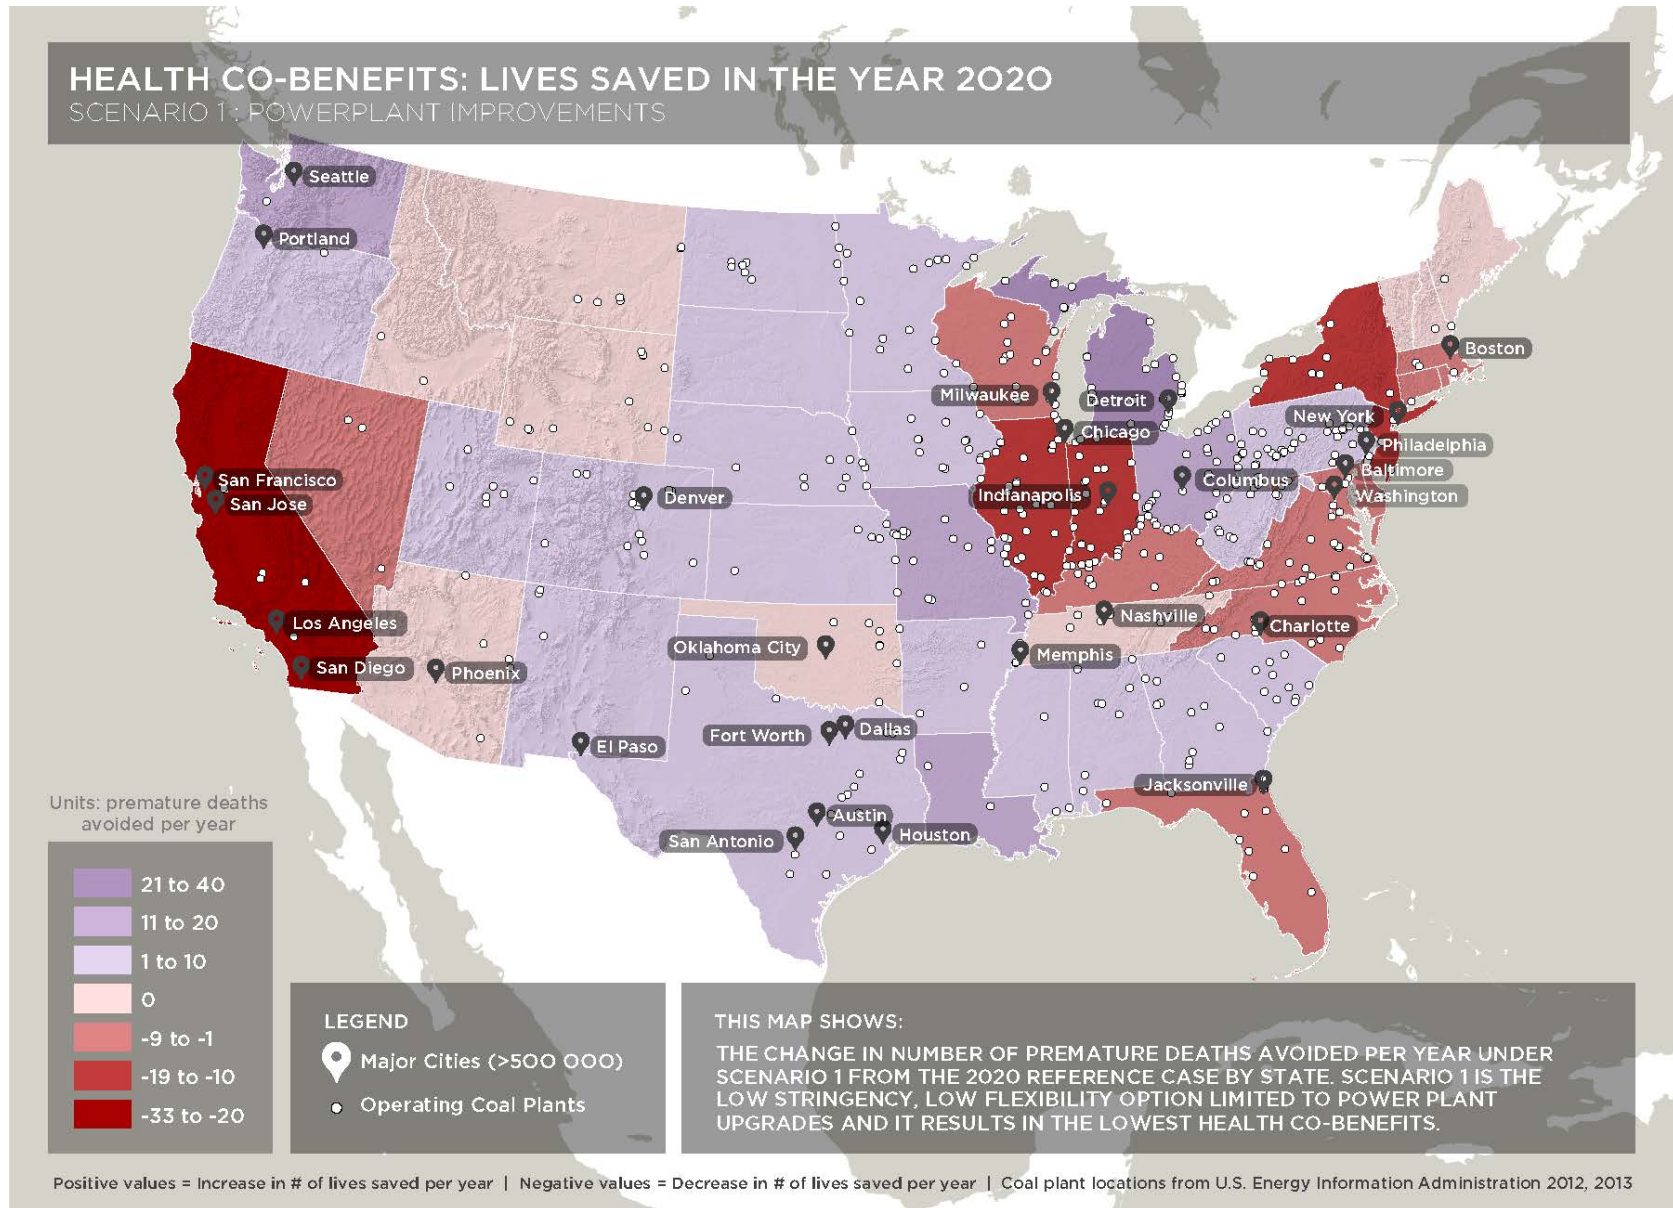 HEALTH CO-BENEFITS: LIVES SAVED IN THE YEAR 2020
SCENARIO 1 : POWERPLANT IMPROVEMENTS
Seattle
Portland
Boston
Milwaukee
Detroit
New York
Chicago
Philadelphia
Baltimore
San Francisco
Columbus
San Jose
Denver
Indianapolis
Washington
Nashville
Los Angeles
Charlotte
Oklahoma City
Memphis
San Diego
Phoenix
Fort Worth
Dallas
El Paso
Jacksonville
Austin
San Antonio
Houston
Units: premature deaths
avoided per year
21 to 40
11 to 20
1 to 10
0
-9 to -1
-19 to -10
-33 to -20
LEGEND
Major Cities (>500 000)
Operating Coal Plants
THIS MAP SHOWS:
THE CHANGE IN NUMBER OF PREMATURE DEATHS AVOIDED PER YEAR UNDER
SCENARIO 1 FROM THE 2020 REFERENCE CASE BY STATE. SCENARIO 1 IS THE
LOW STRINGENCY, LOW FLEXIBILITY OPTION LIMITED TO POWER PLANT
UPGRADES AND IT RESULTS IN THE LOWEST HEALTH CO-BENEFITS.
Positive values = Increase in # of lives saved per year | Negative values = Decrease in # of lives saved per year | Coal plant locations from U.S. Energy Information Administration 2012, 2013